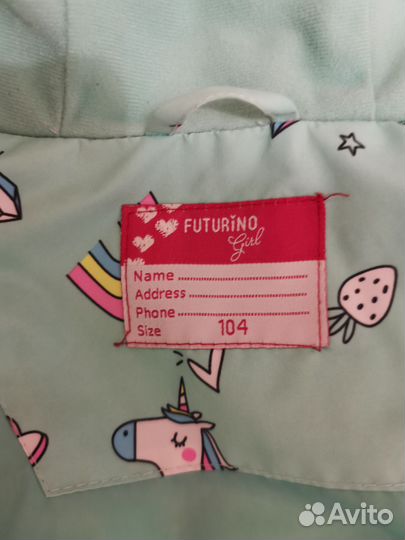 FUTURiNO
Girl
Name
Address
Phone
Size 104
Avito